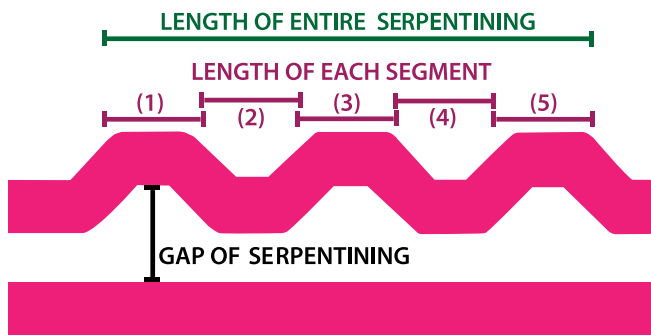 LENGTH OF ENTIRE SERPENTINING
LENGTH OF EACH SEGMENT
(1) (2) (3) (4) (5)
GAP OF SERPENTINING